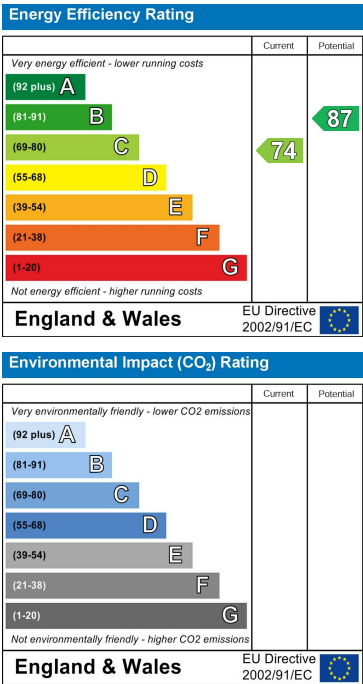 Energy Efficiency Rating
Current Potential
Very energy efficient - lower running costs
(92 plus) A
(81-91) B
87
(69-80) C
74
(55-68) D
(39-54) E
(21-38) F
(1-20) G
Not energy efficient - higher running costs
England & Wales
EU Directive
2002/91/EC
Environmental Impact (CO₂) Rating
Current Potential
Very environmentally friendly - lower CO2 emissions
(92 plus) A
(81-91) B
(69-80) C
(55-68) D
(39-54) E
(21-38) F
(1-20) G
Not environmentally friendly - higher CO2 emissions
England & Wales
EU Directive
2002/91/EC